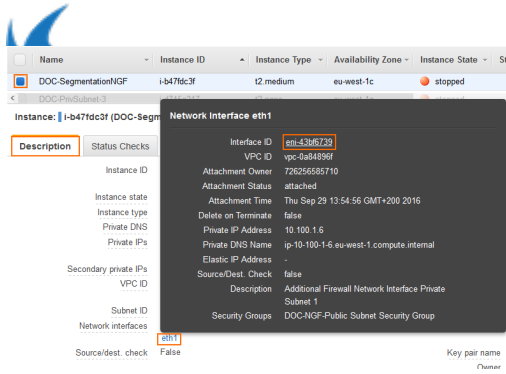 Name Instance ID Instance Type Availability Zone Instance State
DOC-SegmentationNGF i-b47fdc3f t2.medium eu-west-1c stopped
DOC-PrivSubnet-3
Instance: i-b47fdc3f (DOC-Segm
Network Interface eth1
Description Status Checks
Interface ID eni-43bf6739
VPC ID vpc-0a84896f
Attachment Owner 726256585710
Attachment Status attached
Attachment Time Thu Sep 29 13:54:56 GMT+200 2016
Delete on Terminate false
Private IP Address 10.100.1.6
Private DNS Name ip-10-100-1-6.eu-west-1.compute.internal
Elastic IP Address -
Source/Dest. Check false
Description Additional Firewall Network Interface Private
Subnet 1
Security Groups DOC-NGF-Public Subnet Security Group
Instance ID
Instance state
Instance type
Private DNS
Private IPs
Secondary private IPs
VPC ID
Subnet ID
Network interfaces
eth1
Source/dest. check False Key pair name
Owner